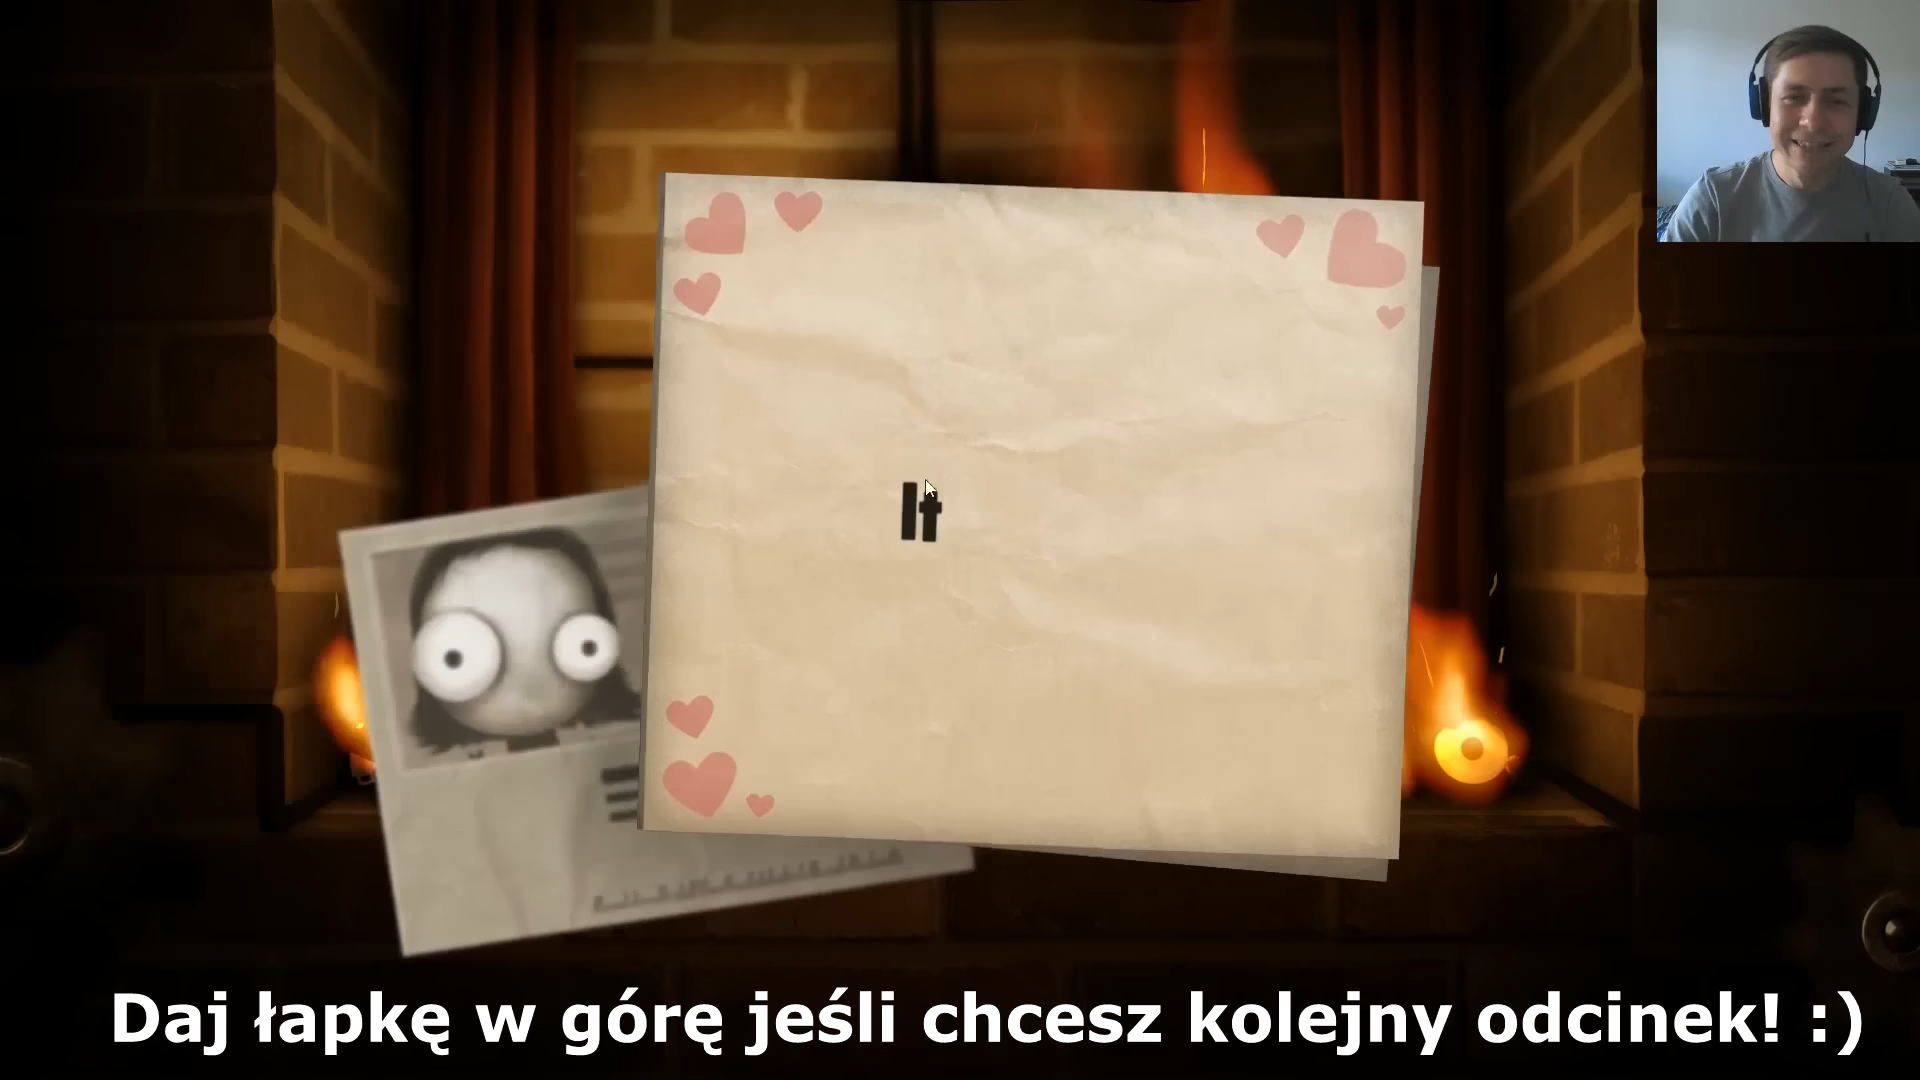 It
Daj łapkę w górę jeśli chcesz kolejny odcinek! :)